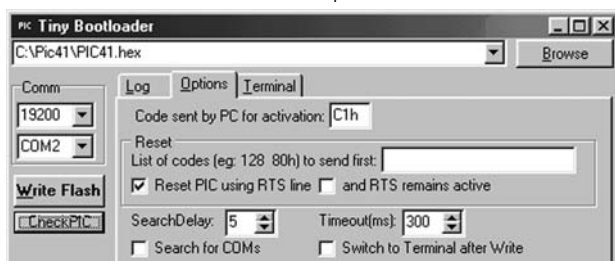 PIC Tiny Bootloader
C:\Pic41\PIC41.hex Browse
Comm
19200
COM2
Write Flash
CheckPIC
Log Options Terminal
Code sent by PC for activation: C1h
Reset
List of codes (eg: 128 80h) to send first:
Reset PIC using RTS line and RTS remains active
SearchDelay: 5 Timeout(ms): 300
Search for COMs Switch to Terminal after Write